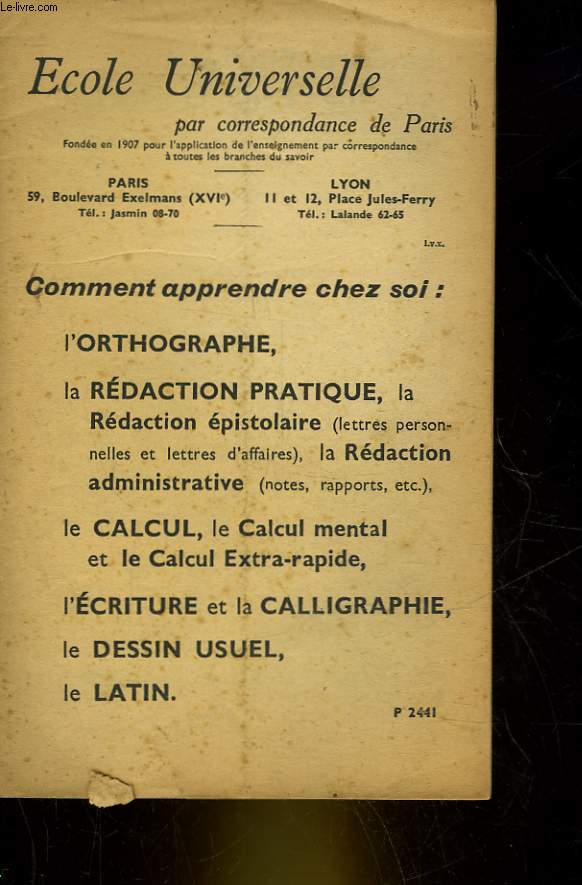 Le-livre.com
Ecole Universelle
par correspondance de Paris
Fondée en 1907 pour l'application de l'enseignement par correspondance
à toutes les branches du savoir
PARIS
59, Boulevard Exelmans (XVIe)
Tél. : Jasmin 08-70
LYON
11 et 12, Place Jules-Ferry
Tél. : Lalande 62-65
l.v.x.
Comment apprendre chez soi :
l'ORTHOGRAPHE,
la RÉDACTION PRATIQUE, la
Rédaction épistolaire (lettres person-
nelles et lettres d'affaires), la Rédaction
administrative (notes, rapports, etc.),
le CALCUL, le Calcul mental
et le Calcul Extra-rapide,
l'ÉCRITURE et la CALLIGRAPHIE,
le DESSIN USUEL,
le LATIN.
P 2441